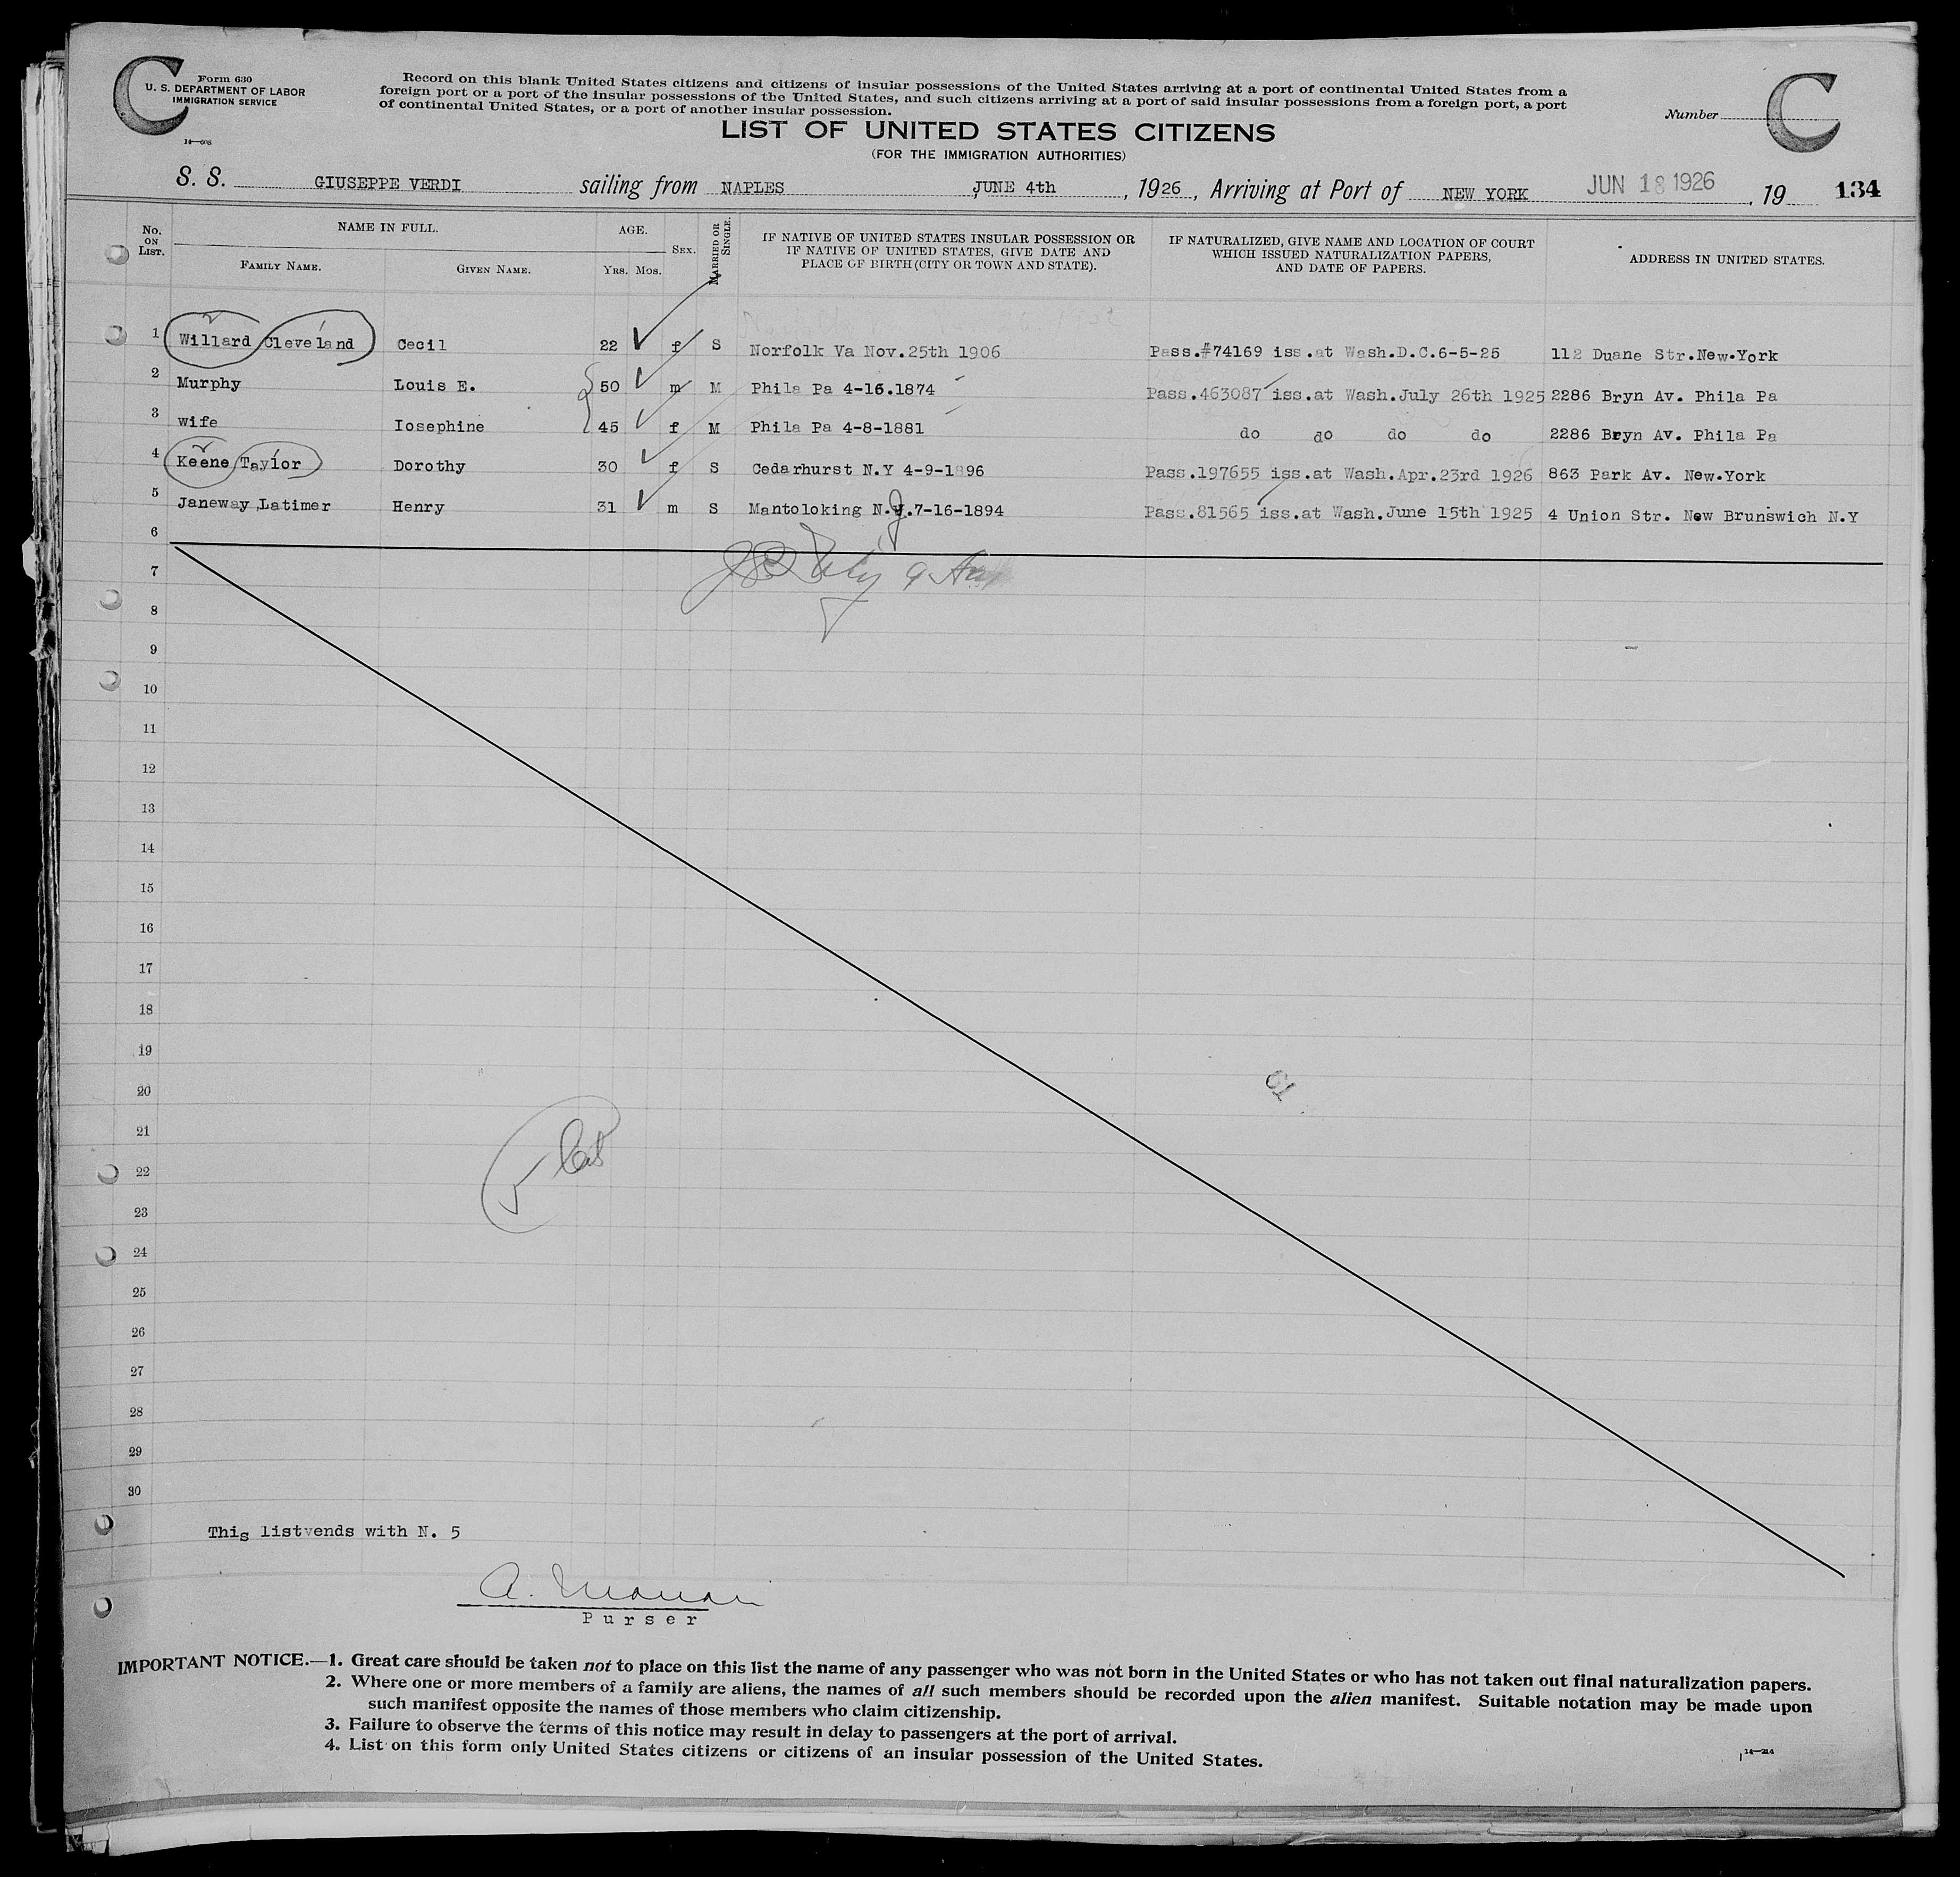 Form 630
U. S. DEPARTMENT OF LABOR
IMMIGRATION SERVICE
14—608
Record on this blank United States citizens and citizens of insular possessions of the United States arriving at a port of continental United States from a
foreign port or a port of the insular possessions of the United States, and such citizens arriving at a port of said insular possessions from a foreign port, a port
of continental United States, or a port of another insular possession.
Number
C C
LIST OF UNITED STATES CITIZENS
(FOR THE IMMIGRATION AUTHORITIES)
S. S. GIUSEPPE VERDI sailing from NAPLES JUNE 4th, 1926, Arriving at Port of NEW YORK JUN 18 1926, 19 134
No. ON LIST. NAME IN FULL. FAMILY NAME. GIVEN NAME. AGE. YRS. MOS. SEX. MARRIED OR SINGLE. IF NATIVE OF UNITED STATES INSULAR POSSESSION OR IF NATIVE OF UNITED STATES, GIVE DATE AND PLACE OF BIRTH (CITY OR TOWN AND STATE). IF NATURALIZED, GIVE NAME AND LOCATION OF COURT WHICH ISSUED NATURALIZATION PAPERS, AND DATE OF PAPERS. ADDRESS IN UNITED STATES.
1 Willard Cleveland Cecil 22 f S Norfolk Va Nov.25th 1906 Pass.#74169 iss.at Wash.D.C.6-5-25 112 Duane Str.New-York
2 Murphy Louis E. 50 m M Phila Pa 4-16.1874 Pass.463087 iss.at Wash.July 26th 1925 2286 Bryn Av. Phila Pa
3 wife Iosephine 45 f M Phila Pa 4-8-1881 do do do do 2286 Bryn Av. Phila Pa
4 Keene Taylor Dorothy 30 f S Cedarhurst N.Y 4-9-1896 Pass.197655 iss.at Wash.Apr.23rd 1926 863 Park Av. New-York
5 Janeway Latimer Henry 31 m S Mantoloking N.J.7-16-1894 Pass.81565 iss.at Wash.June 15th 1925 4 Union Str. New Brunswich N.Y
6
7
8
9
10
11
12
13
14
15
16
17
18
19
20
21
22
23
24
25
26
27
28
29
30
61
This list ends with N. 5
Purser
IMPORTANT NOTICE.—1. Great care should be taken not to place on this list the name of any passenger who was not born in the United States or who has not taken out final naturalization papers.
2. Where one or more members of a family are aliens, the names of all such members should be recorded upon the alien manifest. Suitable notation may be made upon
such manifest opposite the names of those members who claim citizenship.
3. Failure to observe the terms of this notice may result in delay to passengers at the port of arrival.
4. List on this form only United States citizens or citizens of an insular possession of the United States.
14—214